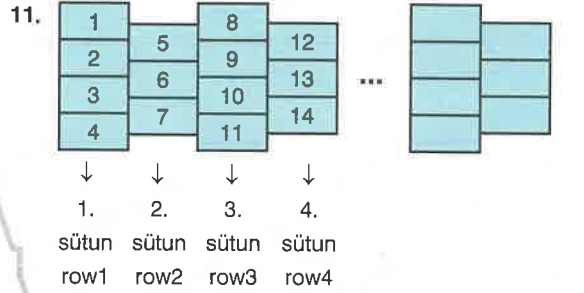 11.
1 5 8 12
2 6 9 13
3 7 10 14
4 11
...
↓ ↓ ↓ ↓
1. 2. 3. 4.
sütun sütun sütun sütun
row1 row2 row3 row4